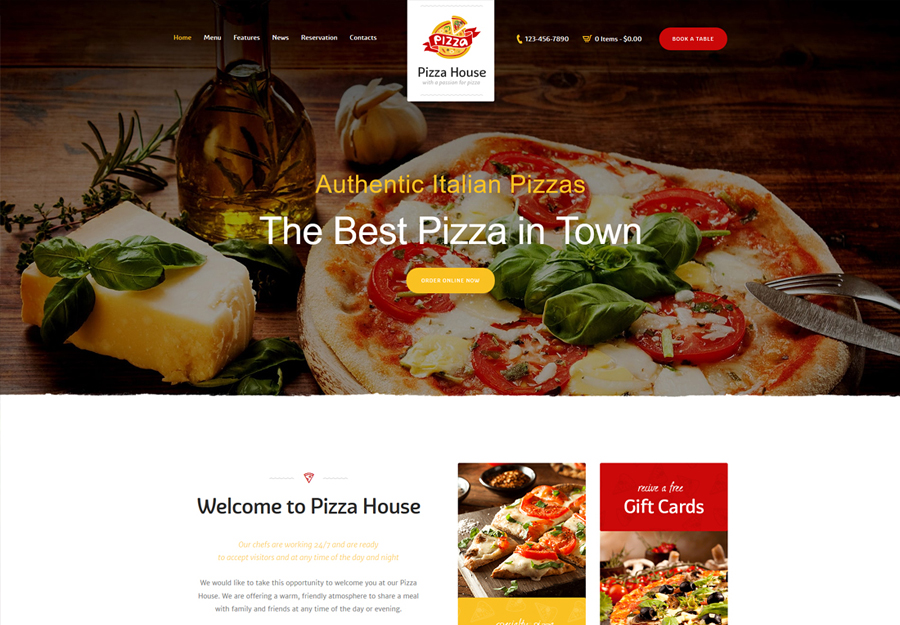 Home Menu Features News Reservation Contacts
PIZZA
Pizza House
with a passion for pizza
123-456-7890 0 Items - $0.00 BOOK A TABLE
Authentic Italian Pizzas
The Best Pizza in Town
ORDER ONLINE NOW
Welcome to Pizza House
Our chefs are working 24/7 and are ready
to accept visitors and at any time of the day and night
We would like to take this opportunity to welcome you at our Pizza
House. We are offering a warm, friendly atmosphere to share a meal
with family and friends at any time of the day or evening.
recive a free
Gift Cards